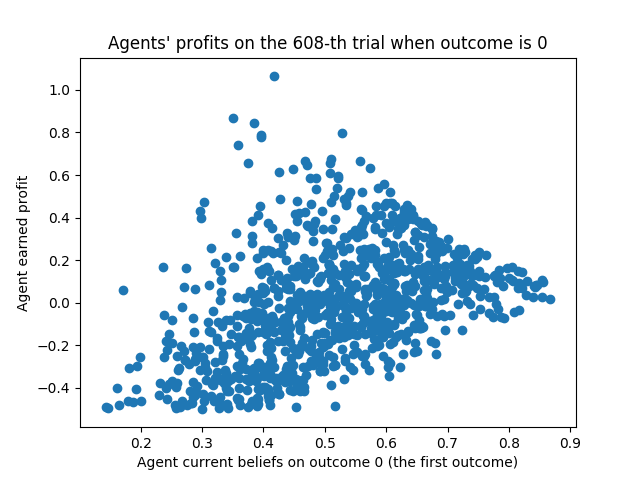 Agents' profits on the 608-th trial when outcome is 0
1.0
0.8
0.6
0.4
0.2
0.0
−0.2
−0.4
Agent earned profit
0.2 0.3 0.4 0.5 0.6 0.7 0.8 0.9
Agent current beliefs on outcome 0 (the first outcome)